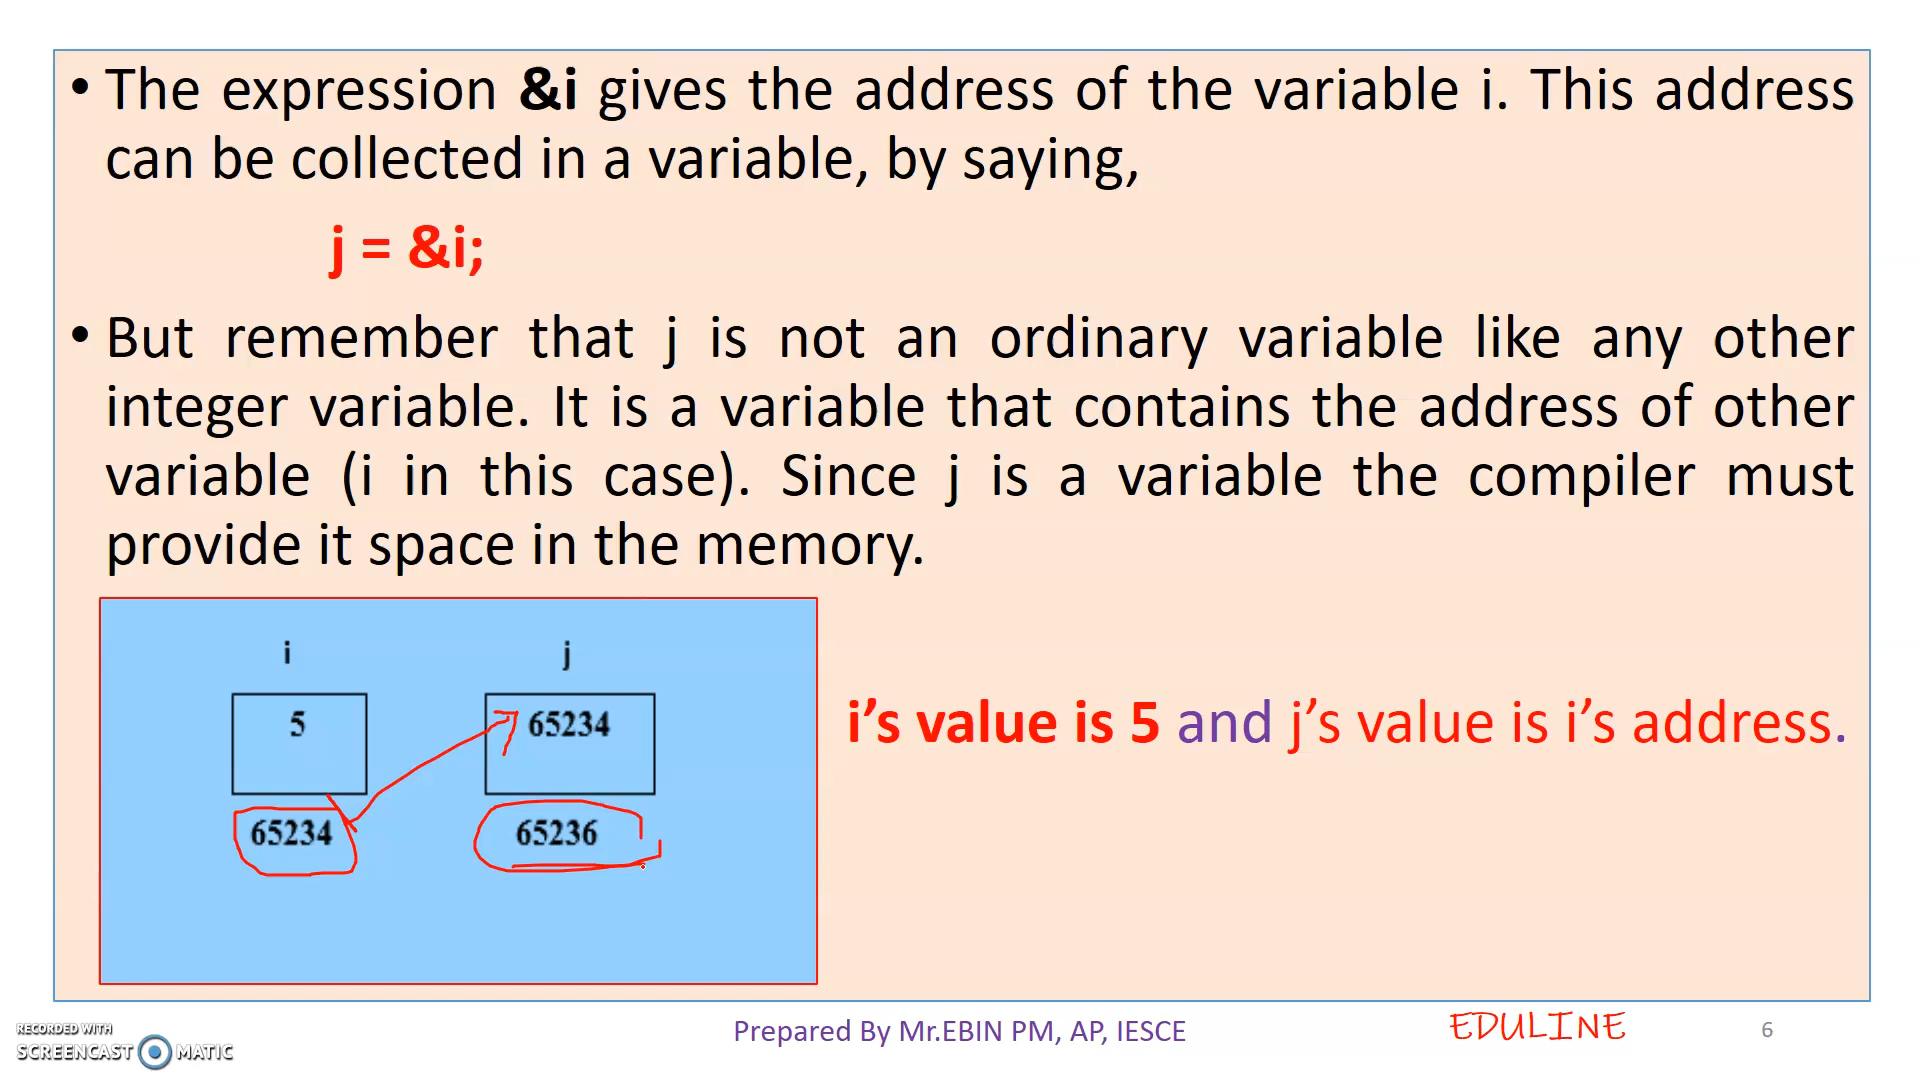 • The expression &i gives the address of the variable i. This address
can be collected in a variable, by saying,
j = &i;
• But remember that j is not an ordinary variable like any other
integer variable. It is a variable that contains the address of other
variable (i in this case). Since j is a variable the compiler must
provide it space in the memory.
i j
5 65234
65234 65236
i’s value is 5 and j’s value is i’s address.
Prepared By Mr.EBIN PM, AP, IESCE EDULINE 6
RECORDED WITH
SCREENCAST MATIC